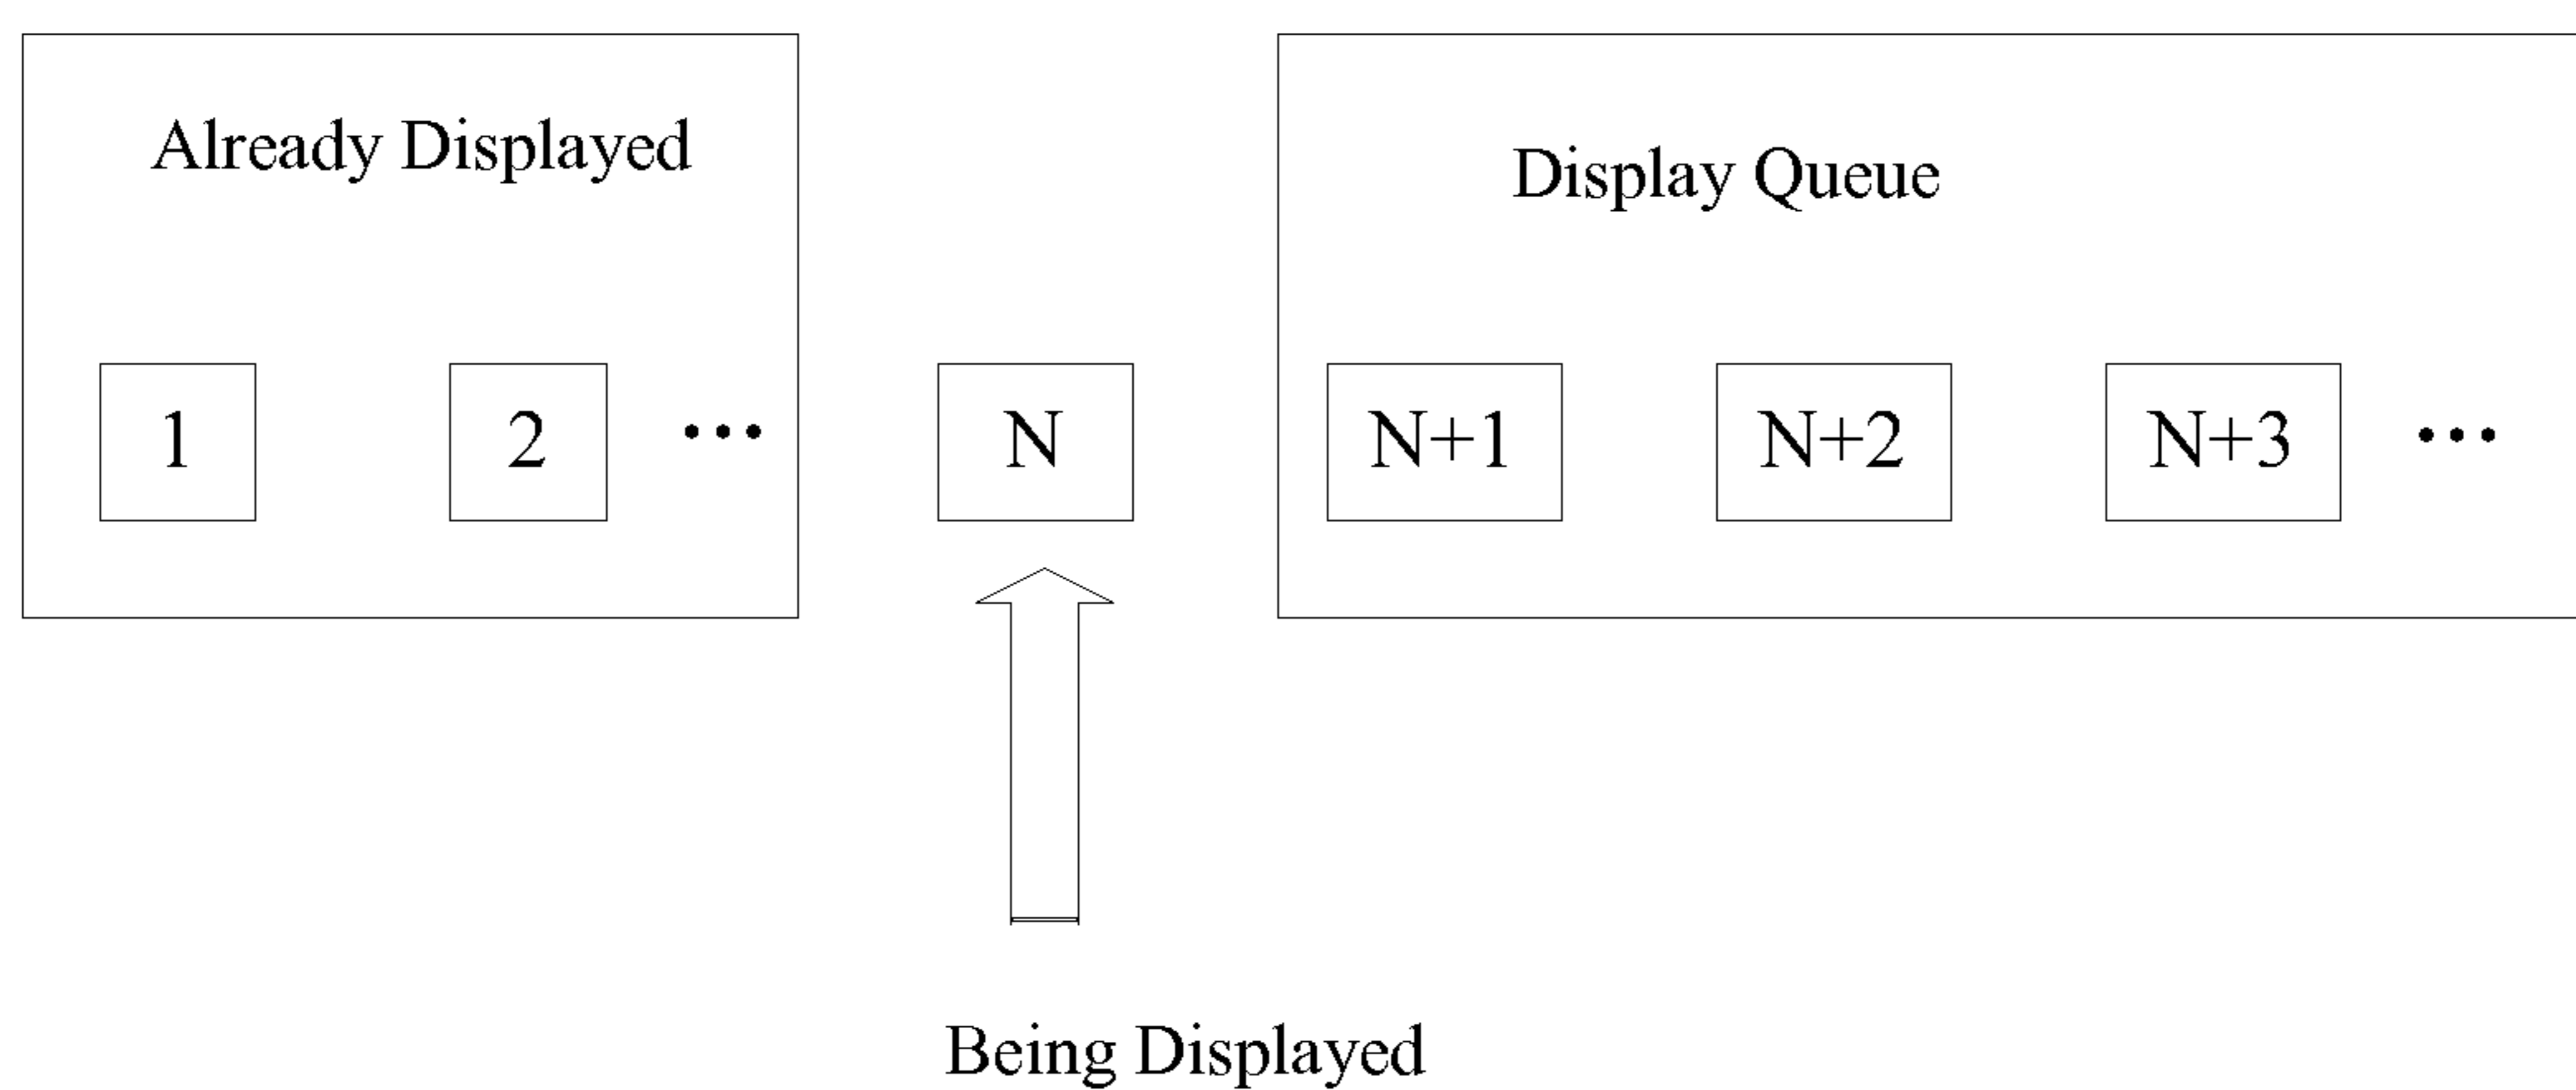 Already Displayed
Display Queue
1 2 ••• N N+1 N+2 N+3 •••
Being Displayed